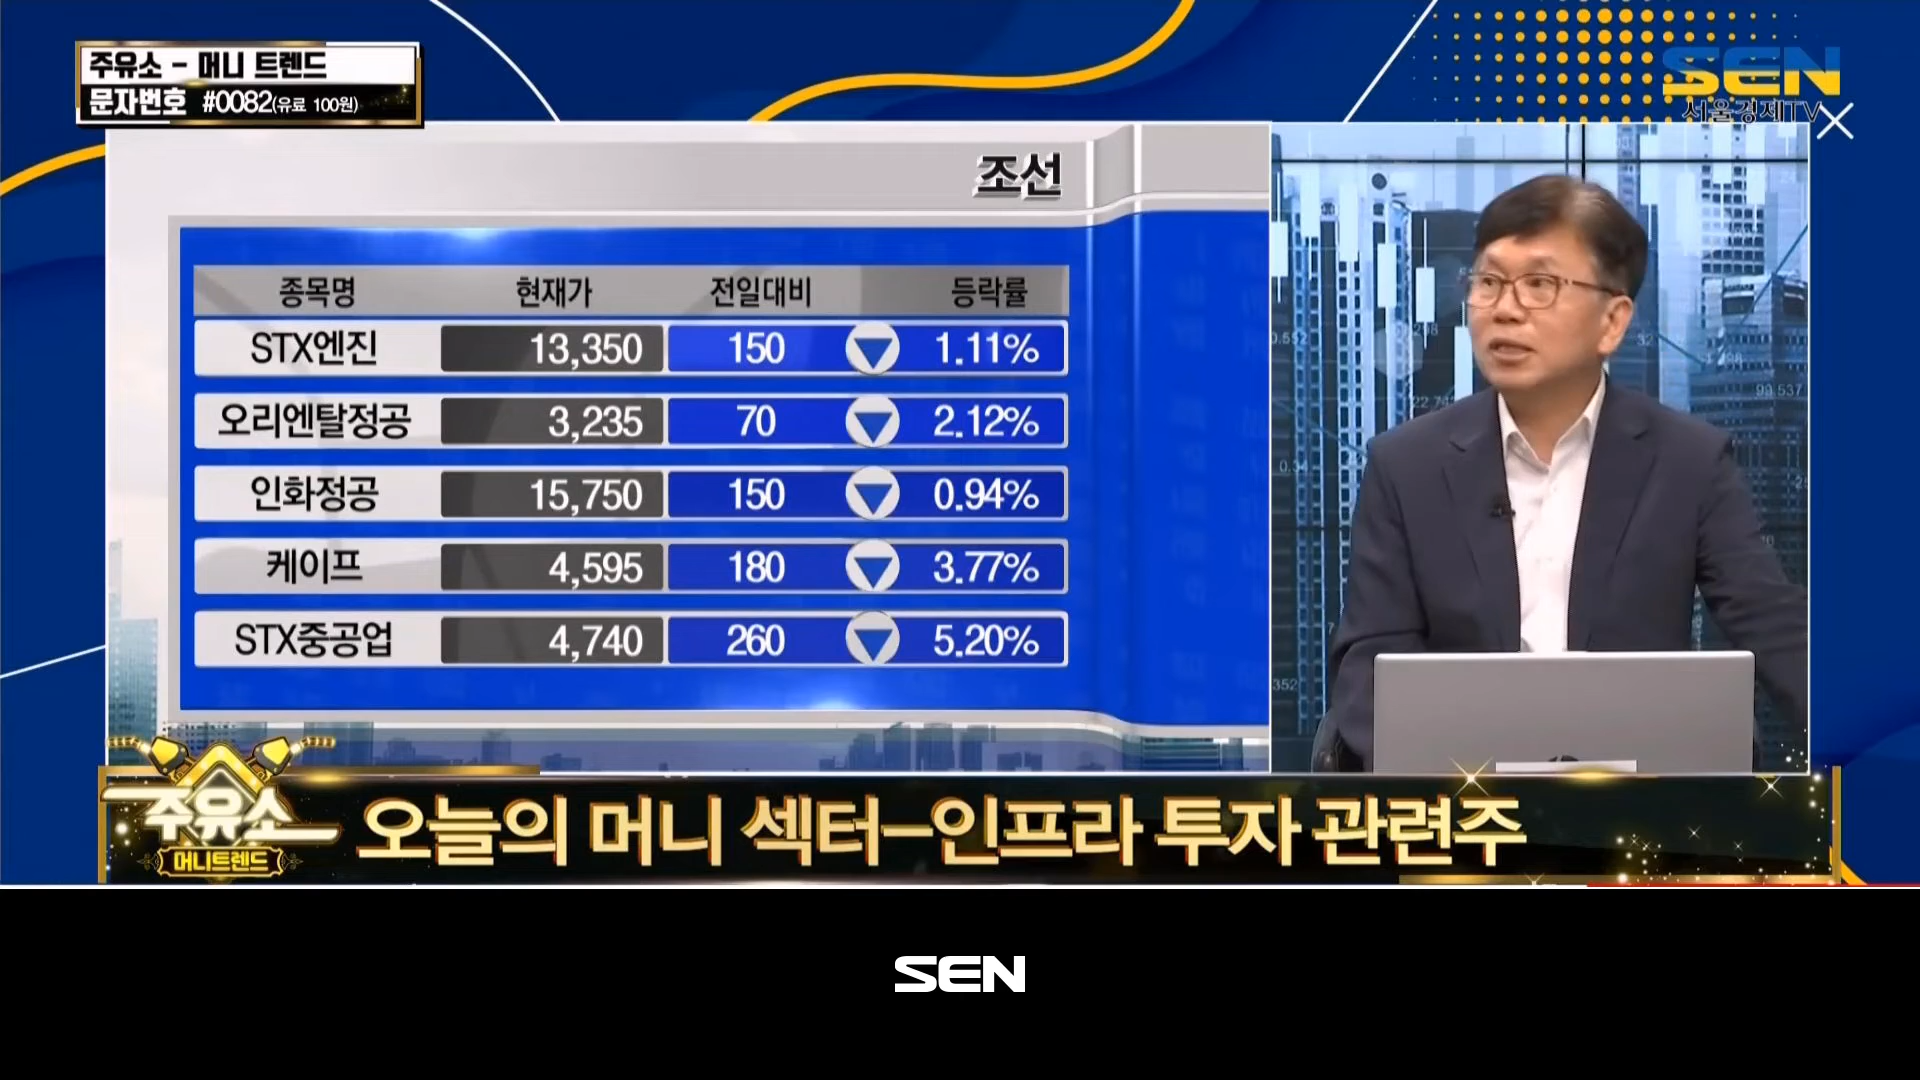 주유소 - 머니 트렌드
문자번호 #0082(유료 100원)
SEN
서울경제TV
조선
종목명 현재가 전일대비 등락률
STX엔진 13,350 150 ▼ 1.11%
오리엔탈정공 3,235 70 ▼ 2.12%
인화정공 15,750 150 ▼ 0.94%
케이프 4,595 180 ▼ 3.77%
STX중공업 4,740 260 ▼ 5.20%
99.537
주유소
머니트렌드
오늘의 머니 섹터-인프라 투자 관련주
SEN